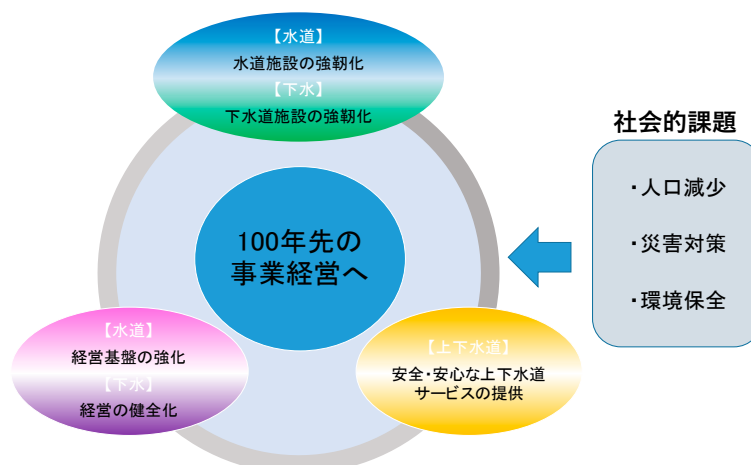 【水道】
水道施設の強靭化
【下水】
下水道施設の強靭化
社会的課題
・人口減少
・災害対策
・環境保全
100年先の
事業経営へ
【水道】
経営基盤の強化
【下水】
経営の健全化
【上下水道】
安全・安心な上下水道
サービスの提供